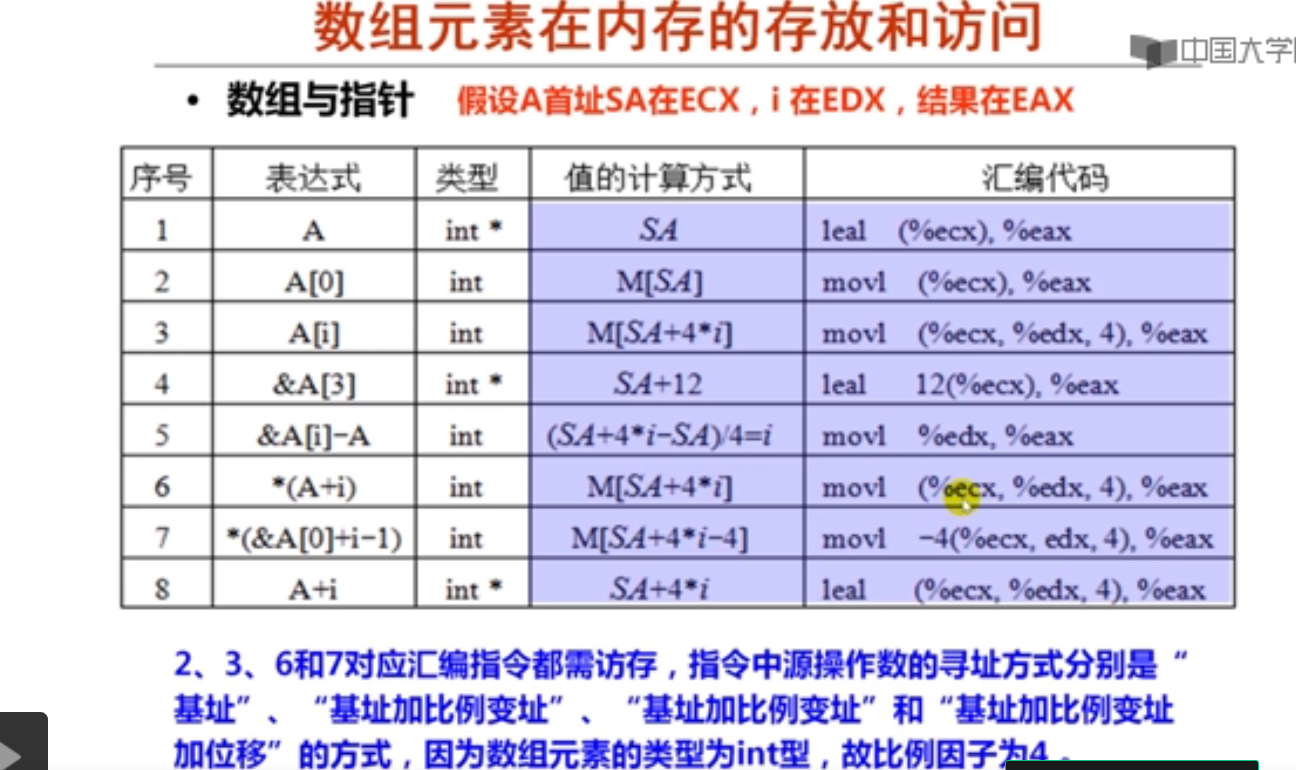 数组元素在内存的存放和访问
中国大学
• 数组与指针 假设A首址SA在ECX，i 在EDX，结果在EAX
序号 表达式 类型 值的计算方式 汇编代码
1 A int * SA leal (%ecx), %eax
2 A[0] int M[SA] movl (%ecx), %eax
3 A[i] int M[SA+4*i] movl (%ecx, %edx, 4), %eax
4 &A[3] int * SA+12 leal 12(%ecx), %eax
5 &A[i]−A int (SA+4*i−SA)/4=i movl %edx, %eax
6 *(A+i) int M[SA+4*i] movl (%ecx, %edx, 4), %eax
7 *(&A[0]+i−1) int M[SA+4*i−4] movl −4(%ecx, edx, 4), %eax
8 A+i int * SA+4*i leal (%ecx, %edx, 4), %eax
2、3、6和7对应汇编指令都需访存，指令中源操作数的寻址方式分别是“
基址”、“基址加比例变址”、“基址加比例变址”和“基址加比例变址
加位移”的方式，因为数组元素的类型为int型，故比例因子为4。